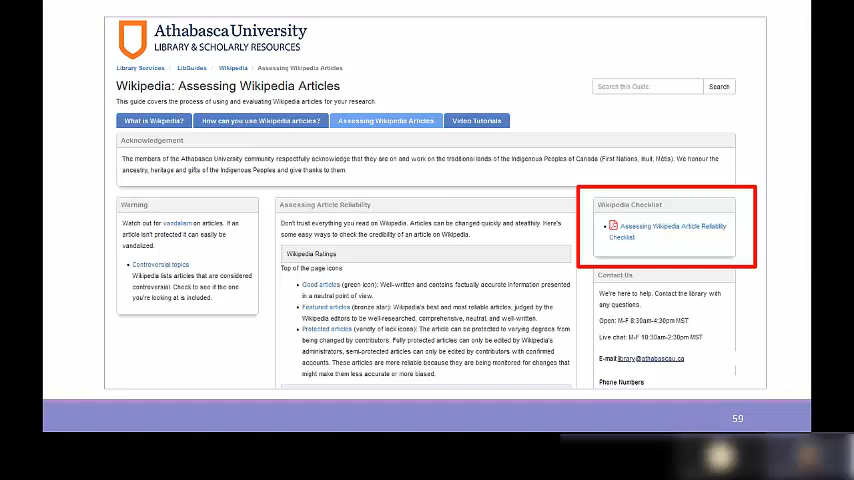 Athabasca University
LIBRARY & SCHOLARLY RESOURCES
Library Services / LibGuides / Wikipedia / Assessing Wikipedia Articles
Wikipedia: Assessing Wikipedia Articles
Search this Guide Search
This guide covers the process of using and evaluating Wikipedia articles for your research.
What is Wikpedia? How can you use Wikipedia articles? Assessing Wikipedia Articles Video Tutorials
Acknowledgement
The members of the Athabasca University community respectfully acknowledge that they are on and work on the traditional lands of the Indigenous Peoples of Canada (First Nations, Inuit, Métis). We honour the
ancestry, heritage and gifts of the Indigenous Peoples and give thanks to them.
Warning
Watch out for vandalism on articles. If an
article isn't protected it can easily be
vandalized.
Controversial topics
Wikipedia lists articles that are considered
controversial. Check to see if the one
you're looking at is included.
Assessing Article Reliability
Don't trust everything you read on Wikipedia. Articles can be changed quickly and stealthily. Here's
some easy ways to check the credibility of an article on Wikipedia.
Wikipedia Ratings
Top of the page icons
Good articles (green icon): Well-written and contains factually accurate information presented
in a neutral point of view.
Featured articles (bronze star): Wikipedia's best and most reliable articles, judged by the
Wikipedia editors to be well-researched, comprehensive, neutral, and well-written.
Protected articles (variety of lock icons): The article can be protected to varying degrees from
being changed by contributors. Fully protected articles can only be edited by Wikipedia's
administrators, semi-protected articles can only be edited by contributors with confirmed
accounts. These articles are more reliable because they are being monitored for changes that
might make them less accurate or more biased.
Wikipedia Checklist
Assessing Wikipedia Article Reliablity
Checklist
Contact Us
We're here to help. Contact the library with
any questions.
Open: M-F 8:30am-4:30pm MST
Live chat: M-F 10:30am-2:30pm MST
E-mail library@athabascau.ca
Phone Numbers
59